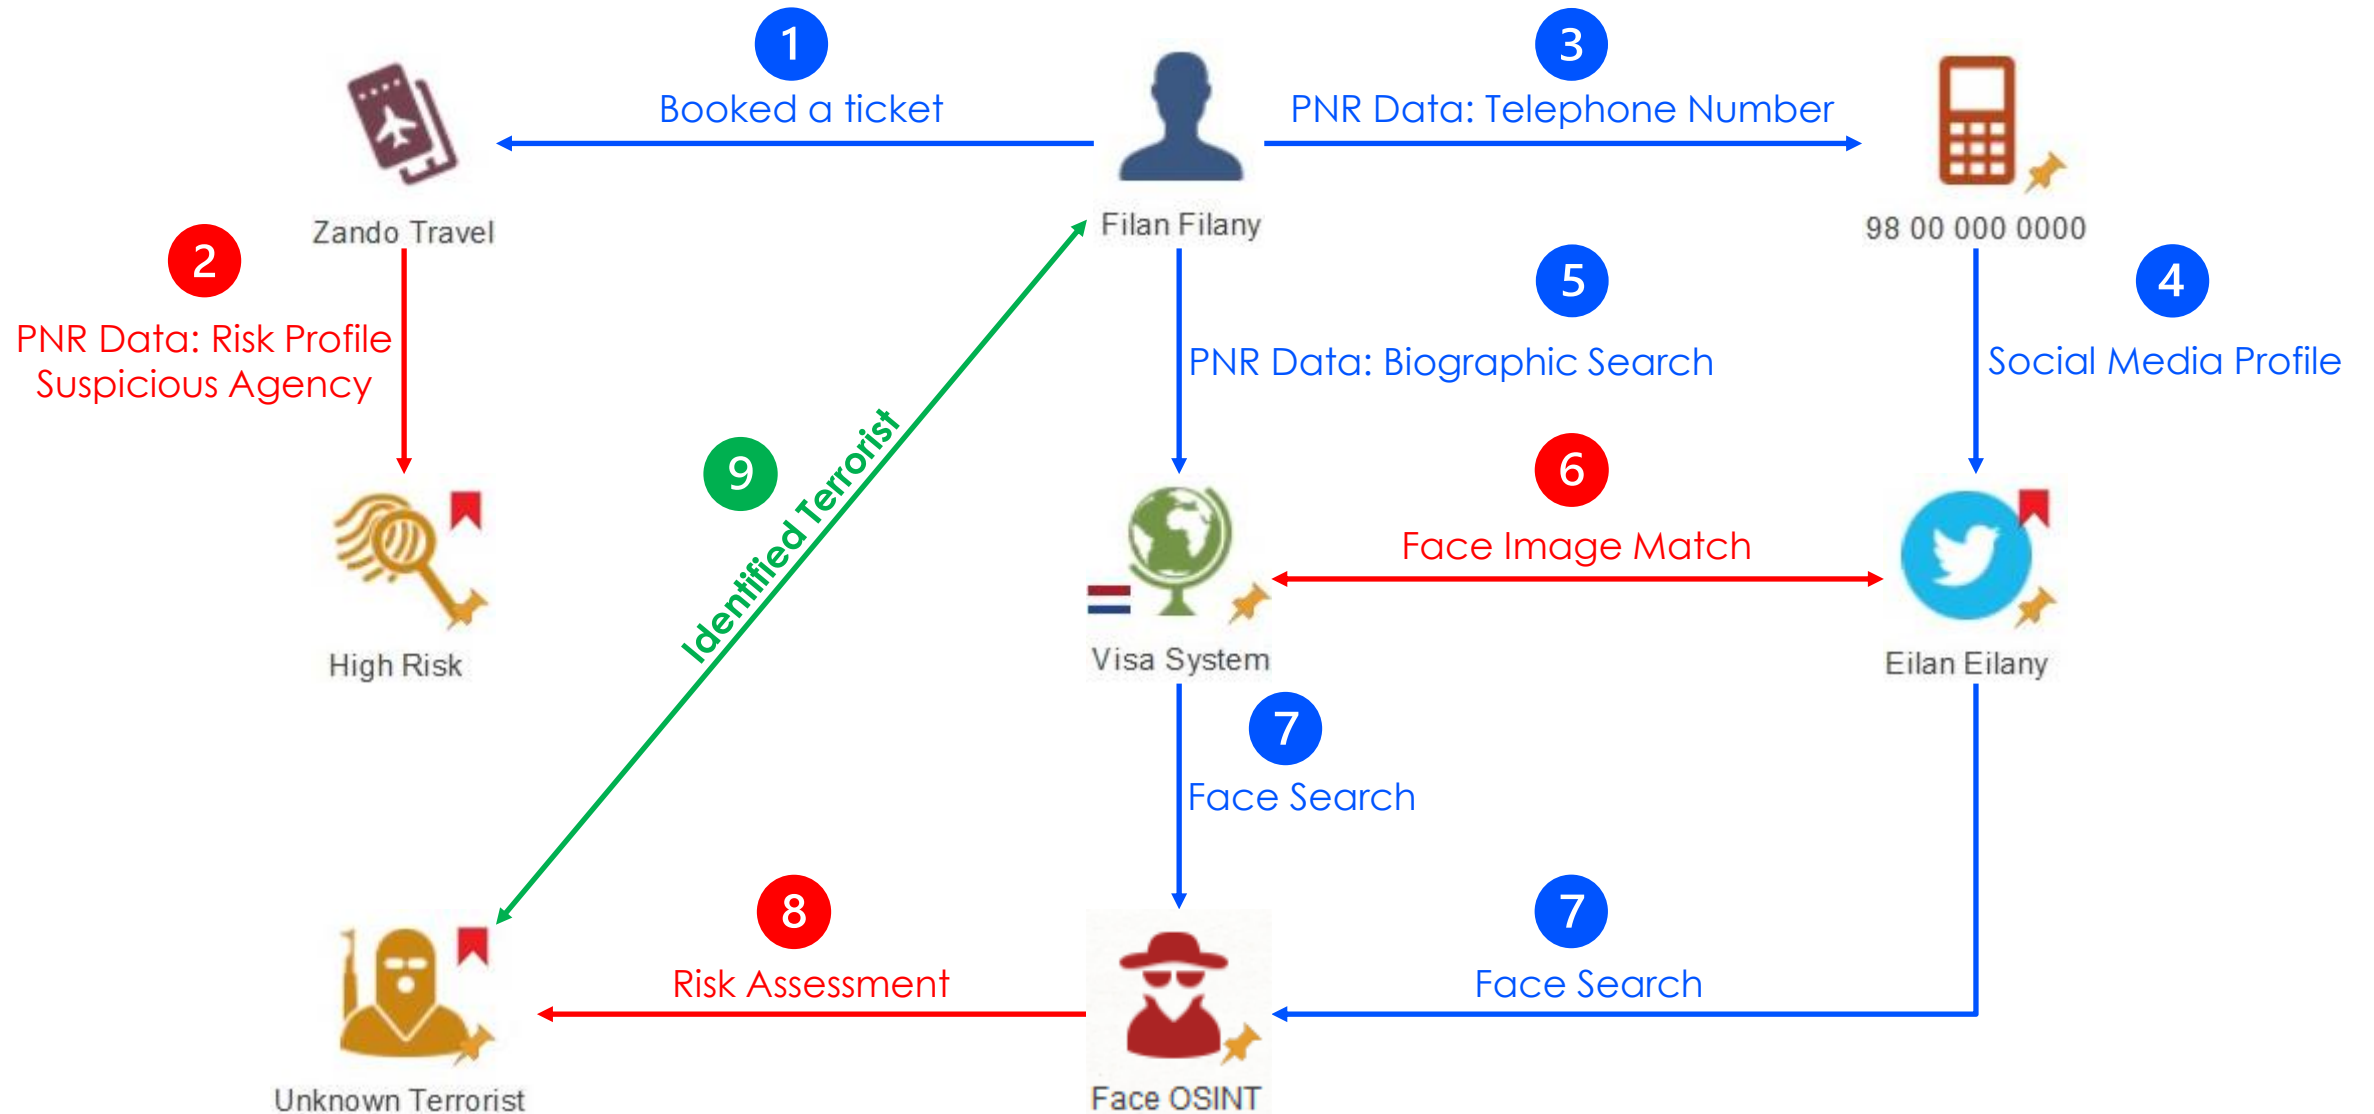 1
Booked a ticket
3
PNR Data: Telephone Number
Zando Travel
Filan Filany
98 00 000 0000
2
PNR Data: Risk Profile
Suspicious Agency
5
PNR Data: Biographic Search
4
Social Media Profile
9
Identified Terrorist
6
Face Image Match
High Risk
Visa System
Eilan Eilany
7
Face Search
8
Risk Assessment
7
Face Search
Unknown Terrorist
Face OSINT